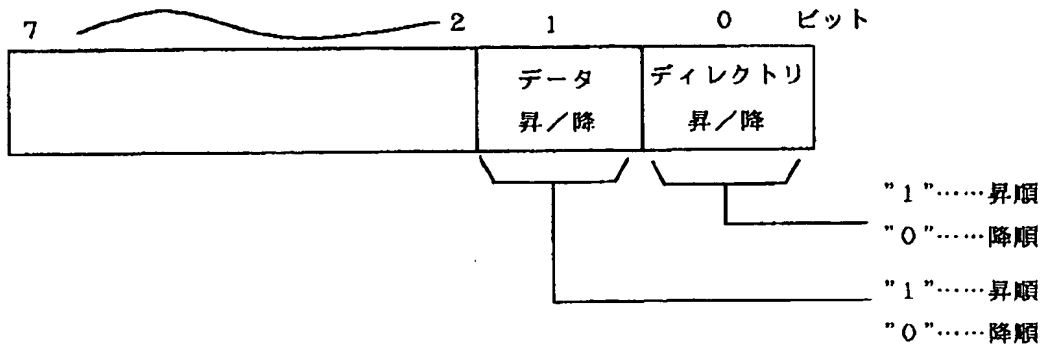 7 2 1 0 ビット
データ ディレクトリ
昇／降 昇／降
"1"……昇順
"0"……降順
"1"……昇順
"0"……降順